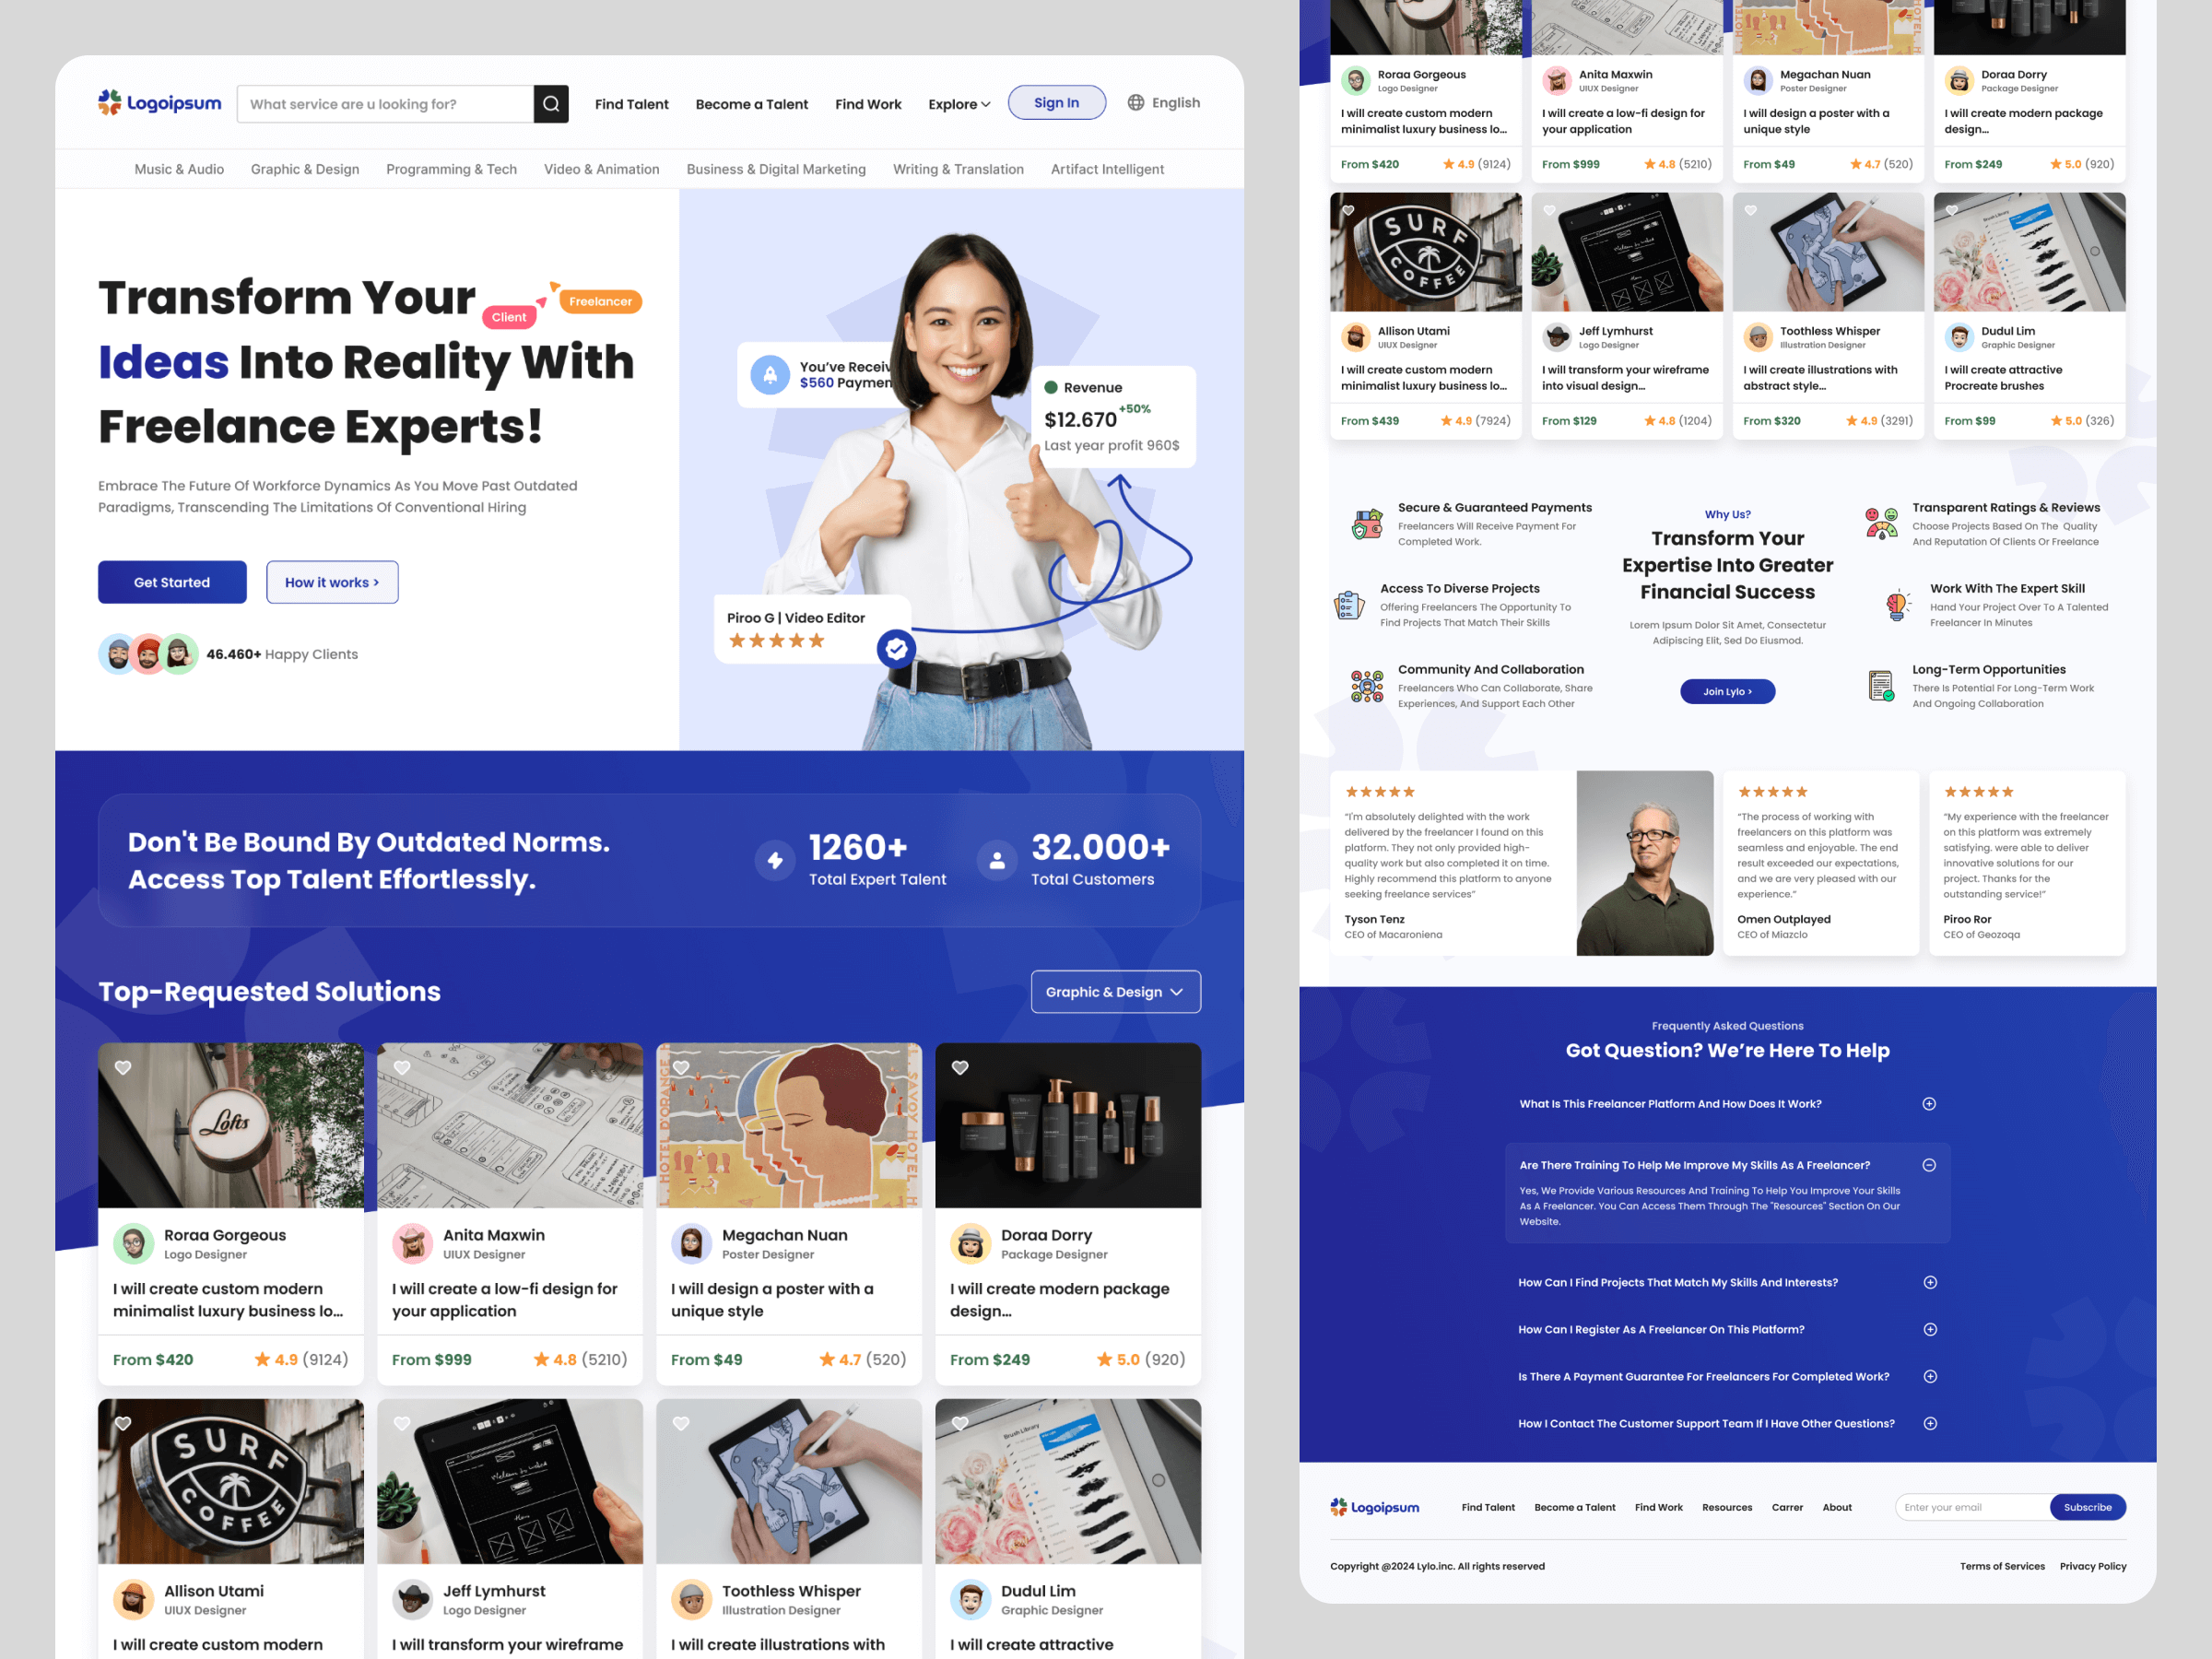 Logoipsum
What service are u looking for?
Find Talent
Become a Talent
Find Work
Explore
Sign In
English
Music & Audio
Graphic & Design
Programming & Tech
Video & Animation
Business & Digital Marketing
Writing & Translation
Artifact Intelligent
Transform Your
Client
Freelancer
Ideas Into Reality With
Freelance Experts!
Embrace The Future Of Workforce Dynamics As You Move Past Outdated
Paradigms, Transcending The Limitations Of Conventional Hiring
Get Started
How it works >
46.460+ Happy Clients
You've Receiv
$560 Paymen
Revenue
$12.670 +50%
Last year profit 960$
Piroo G | Video Editor
Don't Be Bound By Outdated Norms.
Access Top Talent Effortlessly.
1260+
Total Expert Talent
32.000+
Total Customers
Top-Requested Solutions
Graphic & Design
Lofts
L. HOTEL D'ORANGE H
SAVOY HOTEL, H
Roraa Gorgeous
Logo Designer
I will create custom modern
minimalist luxury business lo...
From $420
4.9 (9124)
Anita Maxwin
UIUX Designer
I will create a low-fi design for
your application
From $999
4.8 (5210)
Megachan Nuan
Poster Designer
I will design a poster with a
unique style
From $49
4.7 (520)
Doraa Dorry
Package Designer
I will create modern package
design...
From $249
5.0 (920)
SURF
COFFEE
Brush Library
Allison Utami
UIUX Designer
I will create custom modern
Jeff Lymhurst
Logo Designer
I will transform your wireframe
Toothless Whisper
Illustration Designer
I will create illustrations with
Dudul Lim
Graphic Designer
I will create attractive
Roraa Gorgeous
Logo Designer
I will create custom modern
minimalist luxury business lo...
From $420
4.9 (9124)
Anita Maxwin
UIUX Designer
I will create a low-fi design for
your application
From $999
4.8 (5210)
Megachan Nuan
Poster Designer
I will design a poster with a
unique style
From $49
4.7 (520)
Doraa Dorry
Package Designer
I will create modern package
design...
From $249
5.0 (920)
SURF
COFFEE
Allison Utami
UIUX Designer
I will create custom modern
minimalist luxury business lo...
From $439
4.9 (7924)
Jeff Lymhurst
Logo Designer
I will transform your wireframe
into visual design...
From $129
4.8 (1204)
Toothless Whisper
Illustration Designer
I will create illustrations with
abstract style...
From $320
4.9 (3291)
Dudul Lim
Graphic Designer
I will create attractive
Procreate brushes
From $99
5.0 (326)
Secure & Guaranteed Payments
Freelancers Will Receive Payment For
Completed Work.
Access To Diverse Projects
Offering Freelancers The Opportunity To
Find Projects That Match Their Skills
Community And Collaboration
Freelancers Who Can Collaborate, Share
Experiences, And Support Each Other
Why Us?
Transform Your
Expertise Into Greater
Financial Success
Lorem Ipsum Dolor Sit Amet, Consectetur
Adipiscing Elit, Sed Do Eiusmod.
Join Lylo >
Transparent Ratings & Reviews
Choose Projects Based On The Quality
And Reputation Of Clients Or Freelance
Work With The Expert Skill
Hand Your Project Over To A Talented
Freelancer In Minutes
Long-Term Opportunities
There Is Potential For Long-Term Work
And Ongoing Collaboration
"I'm absolutely delighted with the work
delivered by the freelancer I found on this
platform. They not only provided high-
quality work but also completed it on time.
Highly recommend this platform to anyone
seeking freelance services"
Tyson Tenz
CEO of Macaroniena
"The process of working with
freelancers on this platform was
seamless and enjoyable. The end
result exceeded our expectations,
and we are very pleased with our
experience."
Omen Outplayed
CEO of Miazclo
"My experience with the freelancer
on this platform was extremely
satisfying. were able to deliver
innovative solutions for our
project. Thanks for the
outstanding service!"
Piroo Ror
CEO of Geozoqa
Frequently Asked Questions
Got Question? We're Here To Help
What Is This Freelancer Platform And How Does It Work?
Are There Training To Help Me Improve My Skills As A Freelancer?
Yes, We Provide Various Resources And Training To Help You Improve Your Skills
As A Freelancer. You Can Access Them Through The "Resources" Section On Our
Website.
How Can I Find Projects That Match My Skills And Interests?
How Can I Register As A Freelancer On This Platform?
Is There A Payment Guarantee For Freelancers For Completed Work?
How I Contact The Customer Support Team If I Have Other Questions?
Logoipsum
Find Talent
Become a Talent
Find Work
Resources
Carrer
About
Enter your email
Subscribe
Copyright @2024 Lylo.inc. All rights reserved
Terms of Services
Privacy Policy